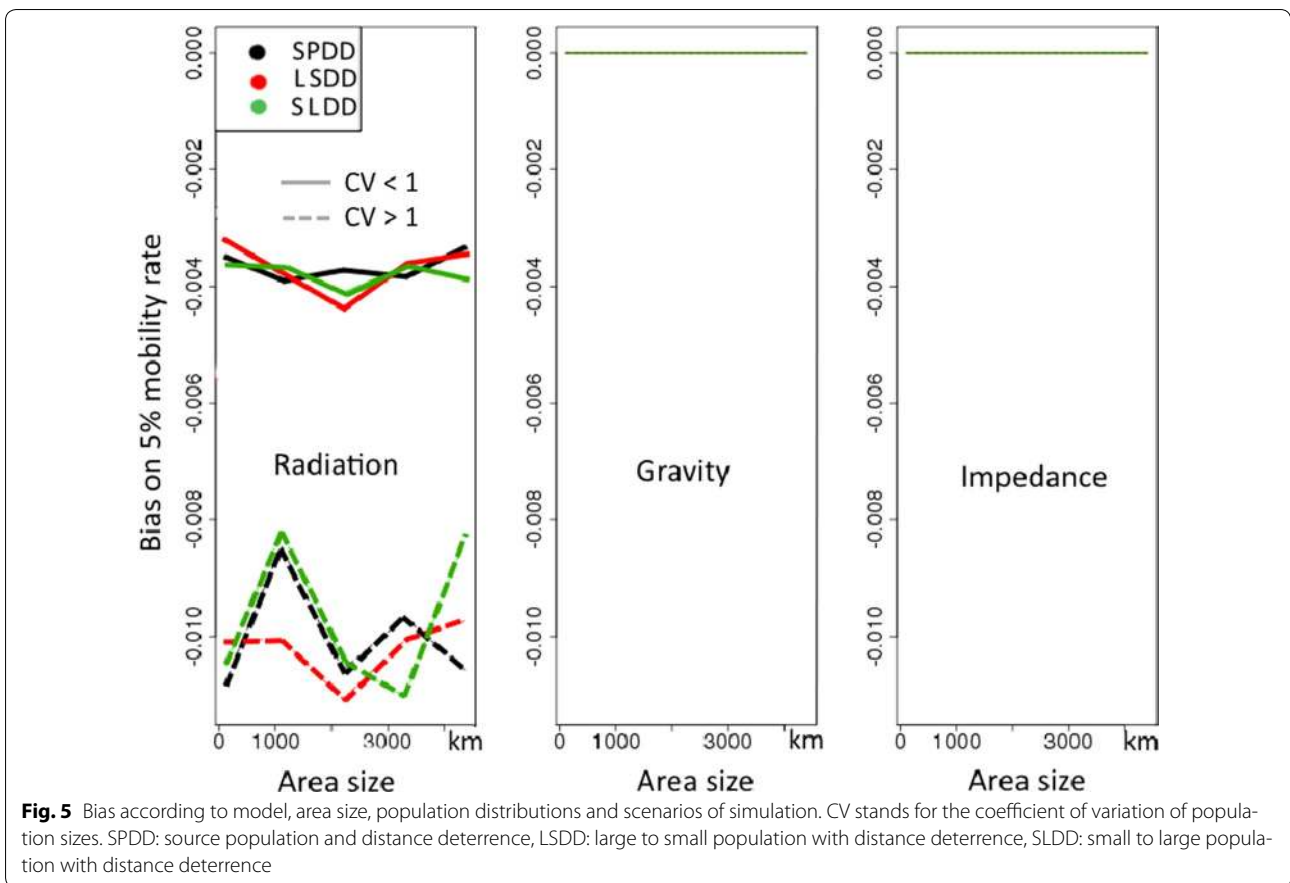 SPDD
LSDD
SLDD
CV < 1
CV > 1
Bias on 5% mobility rate
0.000
-0.002
-0.004
-0.006
-0.008
-0.010
Radiation
0 1000 3000 km
Area size
0.000
-0.002
-0.004
-0.006
-0.008
-0.010
Gravity
0 1000 3000 km
Area size
0.000
-0.002
-0.004
-0.006
-0.008
-0.010
Impedance
0 1000 3000 km
Area size
Fig. 5 Bias according to model, area size, population distributions and scenarios of simulation. CV stands for the coefficient of variation of popula-
tion sizes. SPDD: source population and distance deterrence, LSDD: large to small population with distance deterrence, SLDD: small to large popula-
tion with distance deterrence